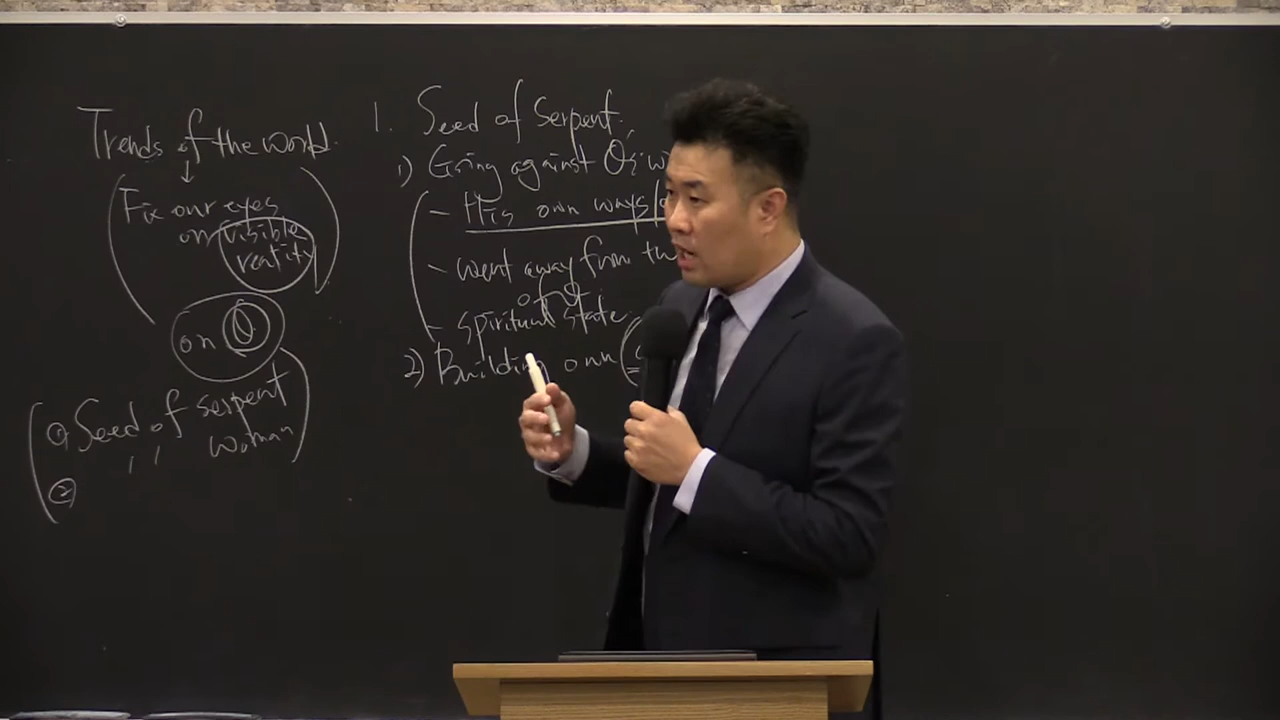 Trends of the world.
Fix our eyes
on visible
reality
on
① Seed of serpent
② ,, woman
1. Seed of Serpent.
1) Going against
- His own ways
- went away from
of
- spiritual state
2) Building own